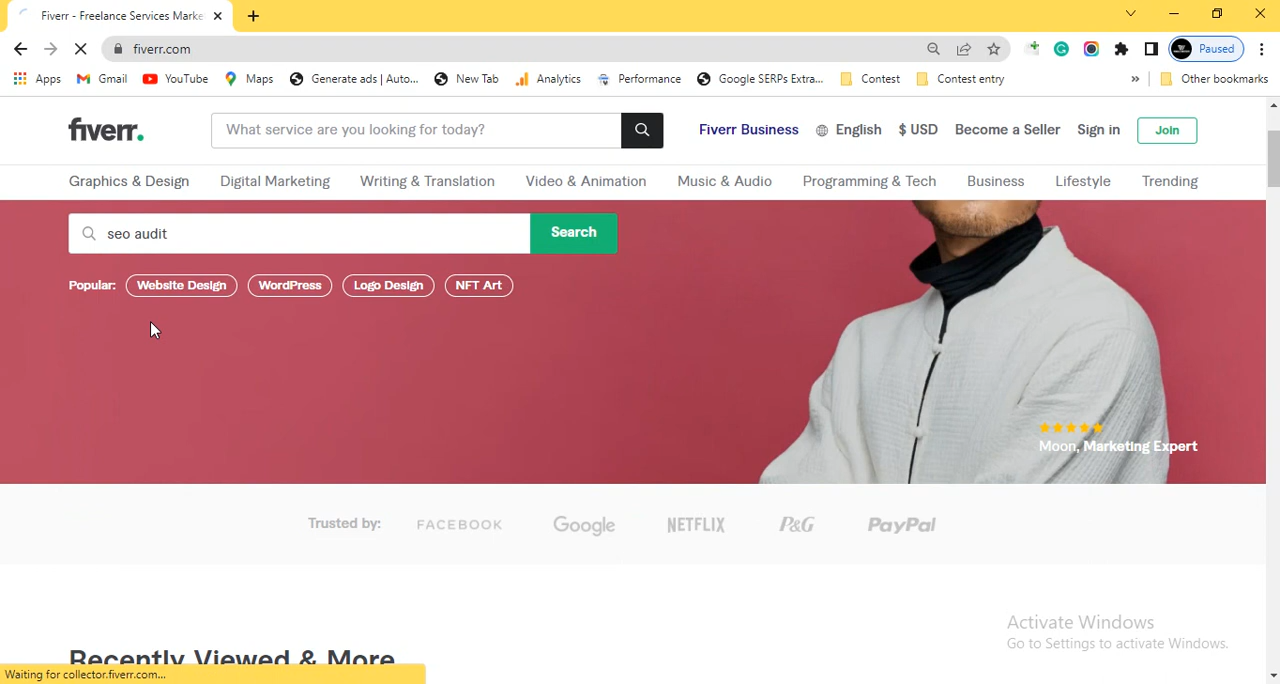 Fiverr - Freelance Services Marke
fiverr.com
Paused
Apps Gmail YouTube Maps Generate ads | Auto... New Tab Analytics Performance Google SERPs Extra... Contest Contest entry » Other bookmarks
fiverr. What service are you looking for today? Fiverr Business English $ USD Become a Seller Sign in Join
Graphics & Design Digital Marketing Writing & Translation Video & Animation Music & Audio Programming & Tech Business Lifestyle Trending
seo audit Search
Popular: Website Design WordPress Logo Design NFT Art
Moon, Marketing Expert
Trusted by: FACEBOOK Google NETFLIX P&G PayPal
Activate Windows
Go to Settings to activate Windows.
Recently Viewed & More
Waiting for collector.fiverr.com...